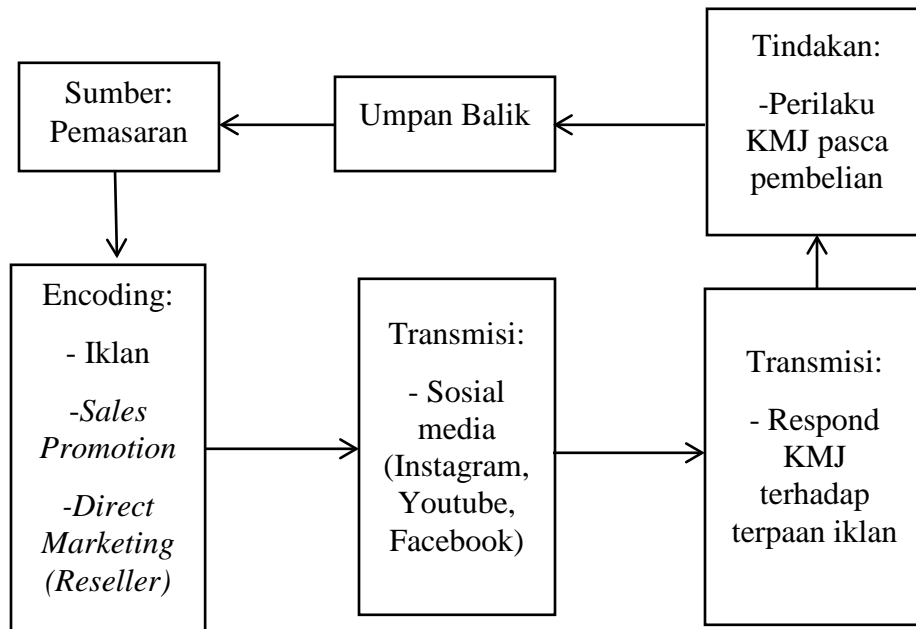 Sumber:
Pemasaran
Umpan Balik
Tindakan:
-Perilaku
KMJ pasca
pembelian
Encoding:
- Iklan
-Sales
Promotion
-Direct
Marketing
(Reseller)
Transmisi:
- Sosial
media
(Instagram,
Youtube,
Facebook)
Transmisi:
- Respond
KMJ
terhadap
terpaan iklan